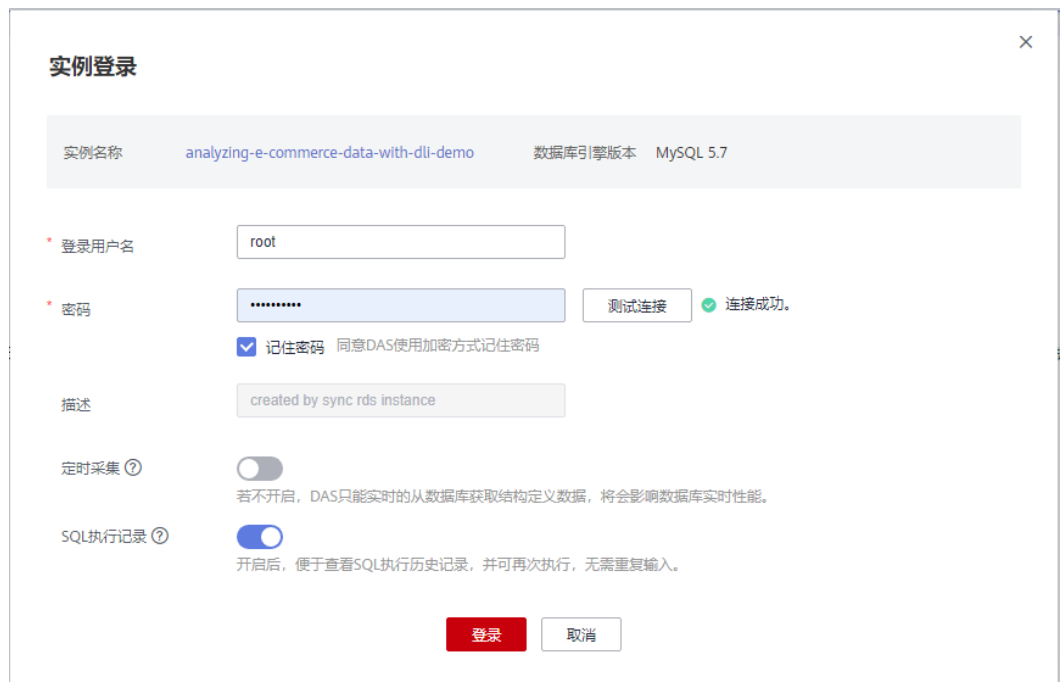 实例登录
实例名称 analyzing-e-commerce-data-with-dli-demo 数据库引擎版本 MySQL 5.7
* 登录用户名 root
* 密码 •••••••••• 测试连接 连接成功。
记住密码 同意DAS使用加密方式记住密码
描述 created by sync rds instance
定时采集 ?
若不开启，DAS只能实时的从数据库获取结构定义数据，将会影响数据库实时性能。
SQL执行记录 ?
开启后，便于查看SQL执行历史记录，并可再次执行，无需重复输入。
登录 取消